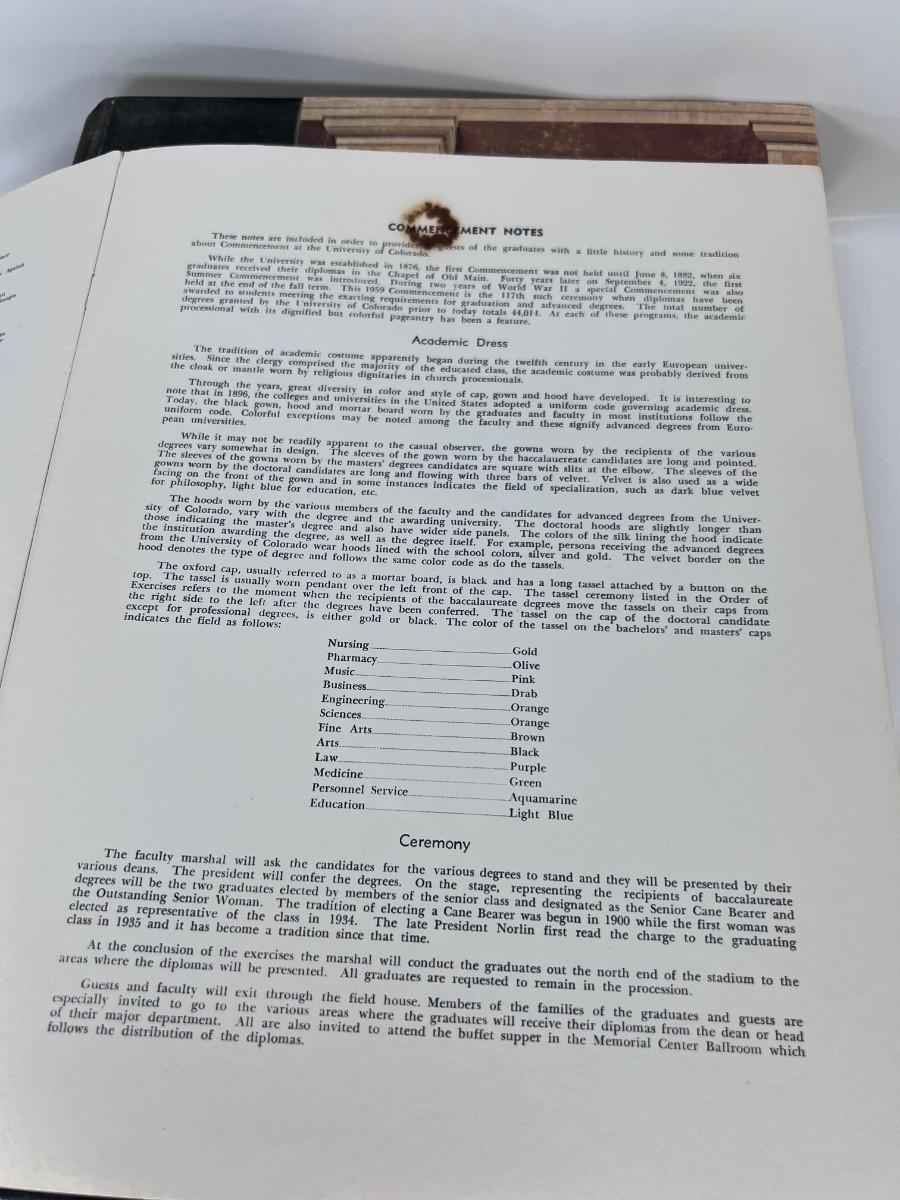 COMMENCEMENT NOTES
These notes are included in order to provide guests of the graduates with a little history and some tradition
about Commencement at the University of Colorado.
While the University was established in 1876, the first Commencement was not held until June 8, 1882, when six
graduates received their diplomas in the Chapel of Old Main. Forty years later on September 4, 1922, the first
Summer Commencement was introduced. During two years of World War II a special Commencement was also
held at the end of the fall term. This 1959 Commencement is the 117th such ceremony when diplomas have been
awarded to students meeting the exacting requirements for graduation and advanced degrees. The total number of
degrees granted by the University of Colorado prior to today totals 44,014. At each of these programs, the academic
processional with its dignified but colorful pageantry has been a feature.
Academic Dress
The tradition of academic costume apparently began during the twelfth century in the early European univer-
sities. Since the clergy comprised the majority of the educated class, the academic costume was probably derived from
the cloak or mantle worn by religious dignitaries in church processionals.
Through the years, great diversity in color and style of cap, gown and hood have developed. It is interesting to
note that in 1896, the colleges and universities in the United States adopted a uniform code governing academic dress.
Today, the black gown, hood and mortar board worn by the graduates and faculty in most institutions follow the
uniform code. Colorful exceptions may be noted among the faculty and these signify advanced degrees from Euro-
pean universities.
While it may not be readily apparent to the casual observer, the gowns worn by the recipients of the various
degrees vary somewhat in design. The sleeves of the gown worn by the baccalaureate candidates are long and pointed.
The sleeves of the gowns worn by the masters' degrees candidates are square with slits at the elbow. The sleeves of the
gowns worn by the doctoral candidates are long and flowing with three bars of velvet. Velvet is also used as a wide
facing on the front of the gown and in some instances indicates the field of specialization, such as dark blue velvet
for philosophy, light blue for education, etc.
The hoods worn by the various members of the faculty and the candidates for advanced degrees from the Univer-
sity of Colorado, vary with the degree and the awarding university. The doctoral hoods are slightly longer than
those indicating the master's degree and also have wider side panels. The colors of the silk lining the hood indicate
the institution awarding the degree, as well as the degree itself. For example, persons receiving the advanced degrees
from the University of Colorado wear hoods lined with the school colors, silver and gold. The velvet border on the
hood denotes the type of degree and follows the same color code as do the tassels.
The oxford cap, usually referred to as a mortar board, is black and has a long tassel attached by a button on the
top. The tassel is usually worn pendant over the left front of the cap. The tassel ceremony listed in the Order of
Exercises refers to the moment when the recipients of the baccalaureate degrees move the tassels on their caps from
the right side to the left after the degrees have been conferred. The tassel on the cap of the doctoral candidate
except for professional degrees, is either gold or black. The color of the tassel on the bachelors' and masters' caps
indicates the field as follows:
Nursing Gold
Pharmacy Olive
Music Pink
Business Drab
Engineering Orange
Sciences Orange
Fine Arts Brown
Arts Black
Law Purple
Medicine Green
Personnel Service Aquamarine
Education Light Blue
Ceremony
The faculty marshal will ask the candidates for the various degrees to stand and they will be presented by their
various deans. The president will confer the degrees. On the stage, representing the recipients of baccalaureate
degrees will be the two graduates elected by members of the senior class and designated as the Senior Cane Bearer and
the Outstanding Senior Woman. The tradition of electing a Cane Bearer was begun in 1900 while the first woman was
elected as representative of the class in 1934. The late President Norlin first read the charge to the graduating
class in 1935 and it has become a tradition since that time.
At the conclusion of the exercises the marshal will conduct the graduates out the north end of the stadium to the
areas where the diplomas will be presented. All graduates are requested to remain in the procession.
Guests and faculty will exit through the field house. Members of the families of the graduates and guests are
especially invited to go to the various areas where the graduates will receive their diplomas from the dean or head
of their major department. All are also invited to attend the buffet supper in the Memorial Center Ballroom which
follows the distribution of the diplomas.